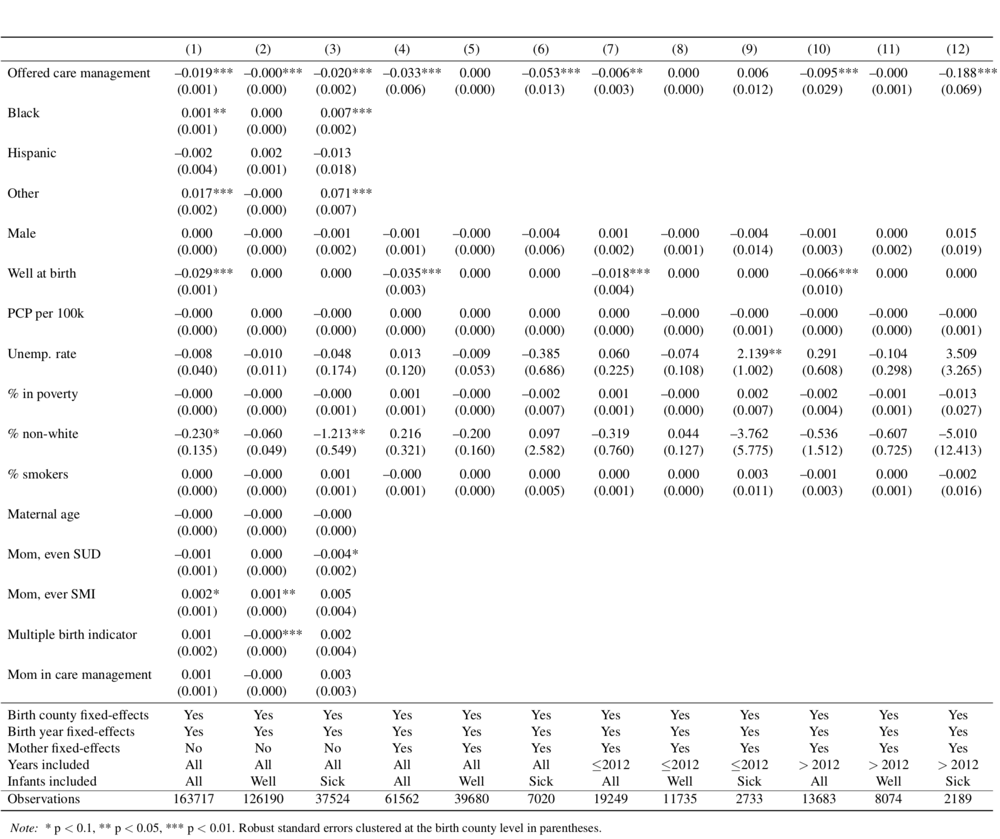 (1) (2) (3) (4) (5) (6) (7) (8) (9) (10) (11) (12)
Offered care management –0.019*** –0.000*** –0.020*** –0.033*** 0.000 –0.053*** –0.006** 0.000 0.006 –0.095*** –0.000 –0.188***
(0.001) (0.000) (0.002) (0.006) (0.000) (0.013) (0.003) (0.000) (0.012) (0.029) (0.001) (0.069)
Black 0.001** 0.000 0.007***
(0.001) (0.000) (0.002)
Hispanic –0.002 0.002 –0.013
(0.004) (0.001) (0.018)
Other 0.017*** –0.000 0.071***
(0.002) (0.000) (0.007)
Male 0.000 –0.000 –0.001 –0.001 –0.000 –0.004 0.001 –0.000 –0.004 –0.001 0.000 0.015
(0.000) (0.000) (0.002) (0.001) (0.000) (0.006) (0.002) (0.001) (0.014) (0.003) (0.002) (0.019)
Well at birth –0.029*** 0.000 0.000 –0.035*** 0.000 0.000 –0.018*** 0.000 0.000 –0.066*** 0.000 0.000
(0.001) (0.003) (0.004) (0.010)
PCP per 100k –0.000 0.000 –0.000 0.000 0.000 0.000 0.000 –0.000 –0.000 –0.000 –0.000 –0.000
(0.000) (0.000) (0.000) (0.000) (0.000) (0.000) (0.000) (0.000) (0.001) (0.000) (0.000) (0.001)
Unemp. rate –0.008 –0.010 –0.048 0.013 –0.009 –0.385 0.060 –0.074 2.139** 0.291 –0.104 3.509
(0.040) (0.011) (0.174) (0.120) (0.053) (0.686) (0.225) (0.108) (1.002) (0.608) (0.298) (3.265)
% in poverty –0.000 –0.000 –0.000 0.001 –0.000 –0.002 0.001 –0.000 0.002 –0.002 –0.001 –0.013
(0.000) (0.000) (0.001) (0.001) (0.000) (0.007) (0.001) (0.000) (0.007) (0.004) (0.001) (0.027)
% non-white –0.230* –0.060 –1.213** 0.216 –0.200 0.097 –0.319 0.044 –3.762 –0.536 –0.607 –5.010
(0.135) (0.049) (0.549) (0.321) (0.160) (2.582) (0.760) (0.127) (5.775) (1.512) (0.725) (12.413)
% smokers 0.000 –0.000 0.001 –0.000 0.000 0.000 0.000 0.000 0.003 –0.001 0.000 –0.002
(0.000) (0.000) (0.001) (0.001) (0.000) (0.005) (0.001) (0.000) (0.011) (0.003) (0.001) (0.016)
Maternal age –0.000 –0.000 –0.000
(0.000) (0.000) (0.000)
Mom, even SUD –0.001 0.000 –0.004*
(0.001) (0.000) (0.002)
Mom, ever SMI 0.002* 0.001** 0.005
(0.001) (0.000) (0.004)
Multiple birth indicator 0.001 –0.000*** 0.002
(0.002) (0.000) (0.004)
Mom in care management 0.001 –0.000 0.003
(0.001) (0.000) (0.003)
Birth county fixed-effects Yes Yes Yes Yes Yes Yes Yes Yes Yes Yes Yes Yes
Birth year fixed-effects Yes Yes Yes Yes Yes Yes Yes Yes Yes Yes Yes Yes
Mother fixed-effects No No No Yes Yes Yes Yes Yes Yes Yes Yes Yes
Years included All All All All All All ≤2012 ≤2012 ≤2012 > 2012 > 2012 > 2012
Infants included All Well Sick All Well Sick All Well Sick All Well Sick
Observations 163717 126190 37524 61562 39680 7020 19249 11735 2733 13683 8074 2189
Note: * p < 0.1, ** p < 0.05, *** p < 0.01. Robust standard errors clustered at the birth county level in parentheses.